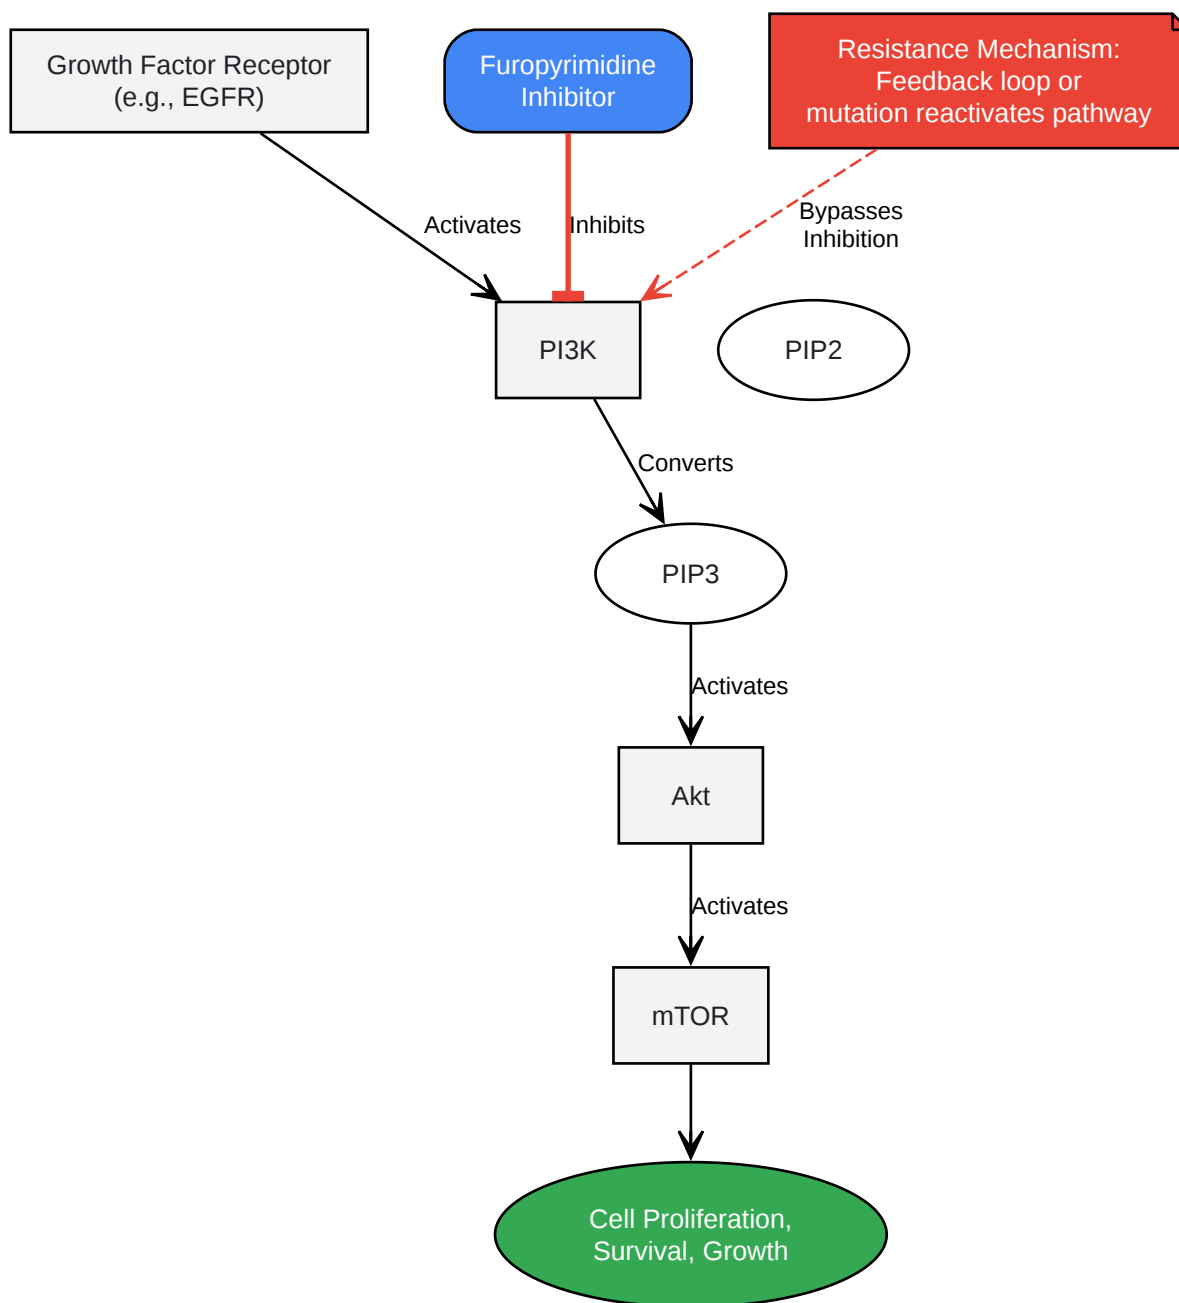 Growth Factor Receptor
(e.g., EGFR)
Furopyrimidine
Inhibitor
Resistance Mechanism:
Feedback loop or
mutation reactivates pathway
Activates
Inhibits
Bypasses
Inhibition
PI3K
PIP2
Converts
PIP3
Activates
Akt
Activates
mTOR
Cell Proliferation,
Survival, Growth